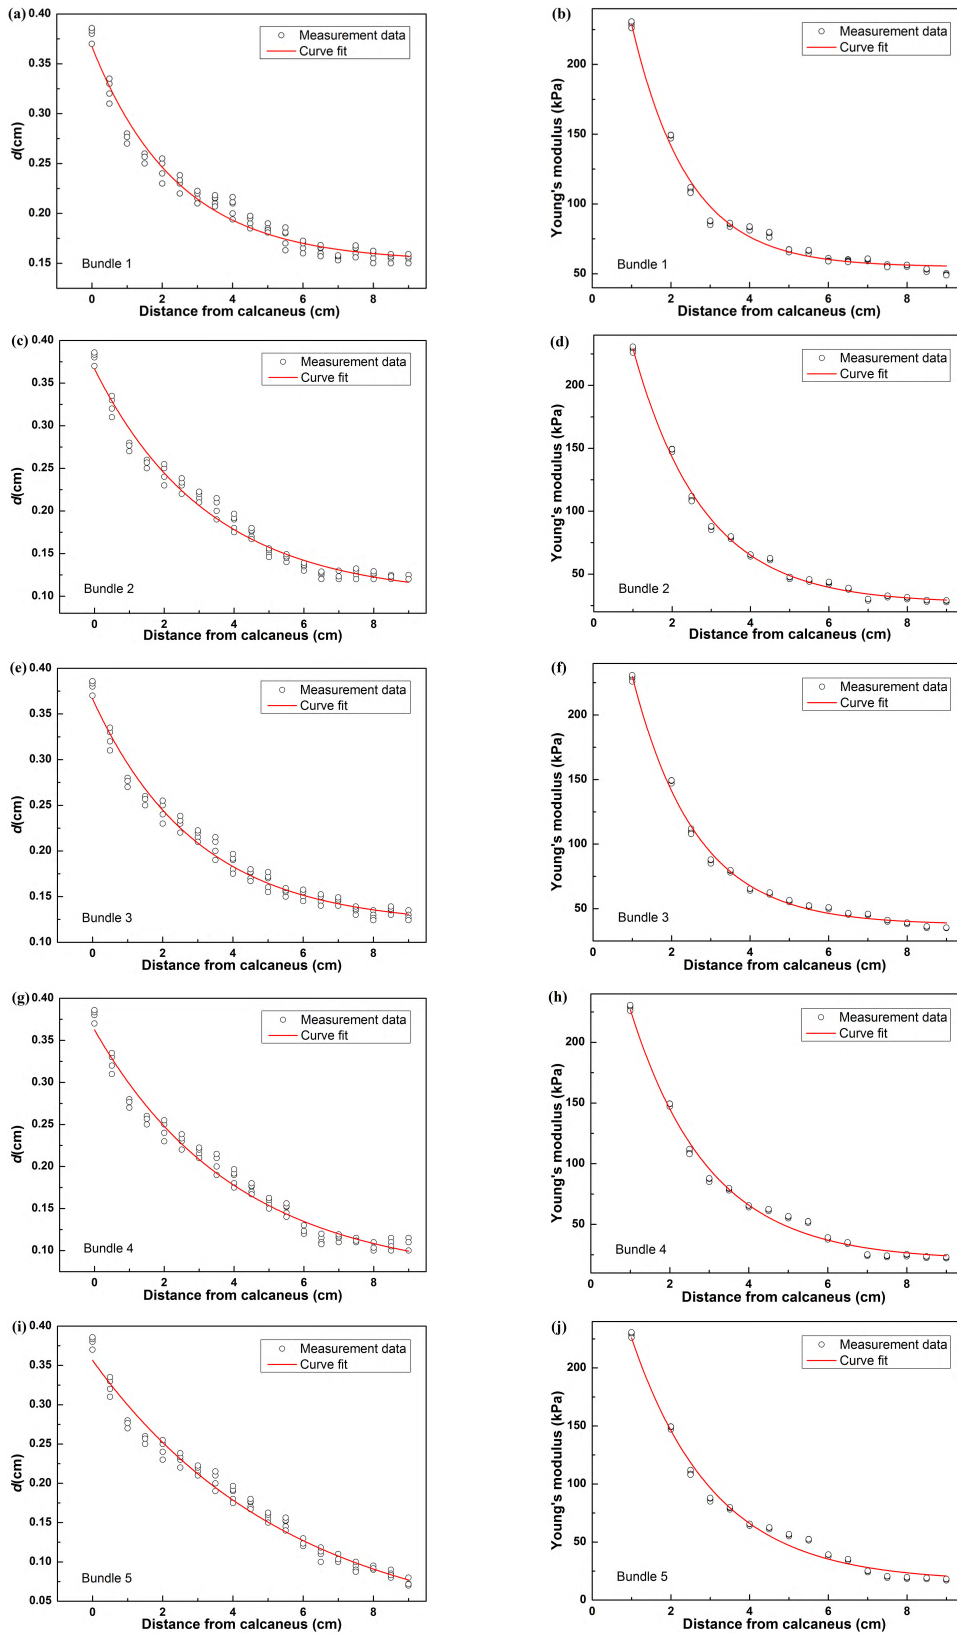 (a)
0.40
0.35
0.30
0.25
0.20
0.15
d(cm)
Measurement data
Curve fit
Bundle 1
0 2 4 6 8
Distance from calcaneus (cm)
(b)
200
150
100
50
Young's modulus (kPa)
Measurement data
Curve fit
Bundle 1
0 2 4 6 8
Distance from calcaneus (cm)
(c)
0.40
0.35
0.30
0.25
0.20
0.15
0.10
d(cm)
Measurement data
Curve fit
Bundle 2
0 2 4 6 8
Distance from calcaneus (cm)
(d)
200
150
100
50
Young's modulus (kPa)
Measurement data
Curve fit
Bundle 2
0 2 4 6 8
Distance from calcaneus (cm)
(e)
0.40
0.35
0.30
0.25
0.20
0.15
0.10
d(cm)
Measurement data
Curve fit
Bundle 3
0 2 4 6 8
Distance from calcaneus (cm)
(f)
200
150
100
50
Young's modulus (kPa)
Measurement data
Curve fit
Bundle 3
0 2 4 6 8
Distance from calcaneus (cm)
(g)
0.40
0.35
0.30
0.25
0.20
0.15
0.10
d(cm)
Measurement data
Curve fit
Bundle 4
0 2 4 6 8
Distance from calcaneus (cm)
(h)
200
150
100
50
Young's modulus (kPa)
Measurement data
Curve fit
Bundle 4
0 2 4 6 8
Distance from calcaneus (cm)
(i)
0.40
0.35
0.30
0.25
0.20
0.15
0.10
0.05
d(cm)
Measurement data
Curve fit
Bundle 5
0 2 4 6 8
Distance from calcaneus (cm)
(j)
200
150
100
50
0
Young's modulus (kPa)
Measurement data
Curve fit
Bundle 5
0 2 4 6 8
Distance from calcaneus (cm)